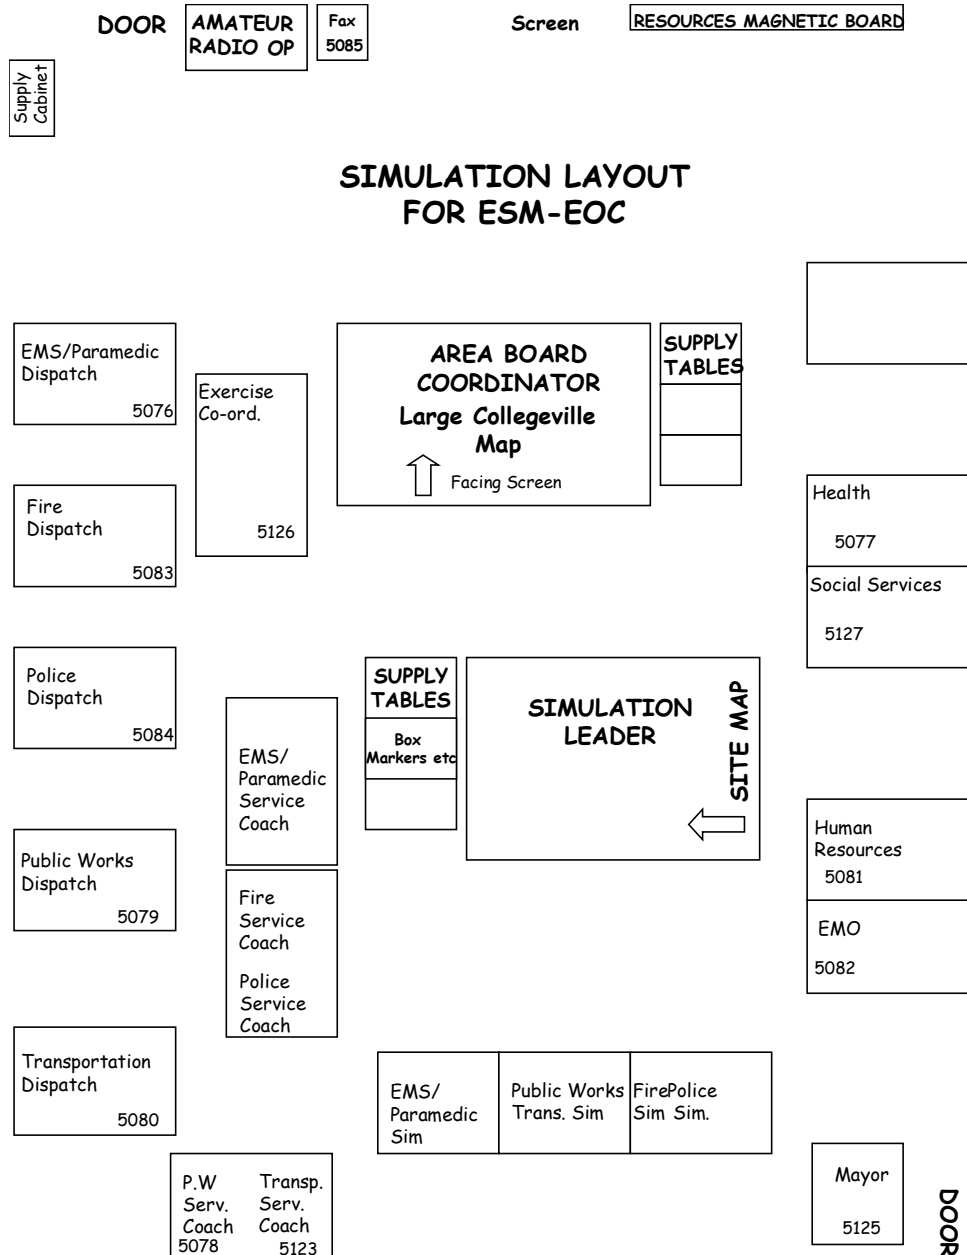 DOOR
AMATEUR
RADIO OP
Fax
5085
Screen
RESOURCES MAGNETIC BOARD
Supply
Cabinet
SIMULATION LAYOUT
FOR ESM-EOC
EMS/Paramedic
Dispatch
5076
Exercise
Co-ord.
5126
AREA BOARD
COORDINATOR
Large Collegeville
Map
Facing Screen
SUPPLY
TABLES
Fire
Dispatch
5083
Health
5077
Social Services
5127
Police
Dispatch
5084
EMS/
Paramedic
Service
Coach
SUPPLY
TABLES
Box
Markers etc
SIMULATION
LEADER
SITE MAP
Public Works
Dispatch
5079
Fire
Service
Coach
Police
Service
Coach
Human
Resources
5081
EMO
5082
Transportation
Dispatch
5080
EMS/
Paramedic
Sim
Public Works
Trans. Sim
FirePolice
Sim Sim.
P.W
Serv.
Coach
5078
Transp.
Serv.
Coach
5123
Mayor
5125
DOOR